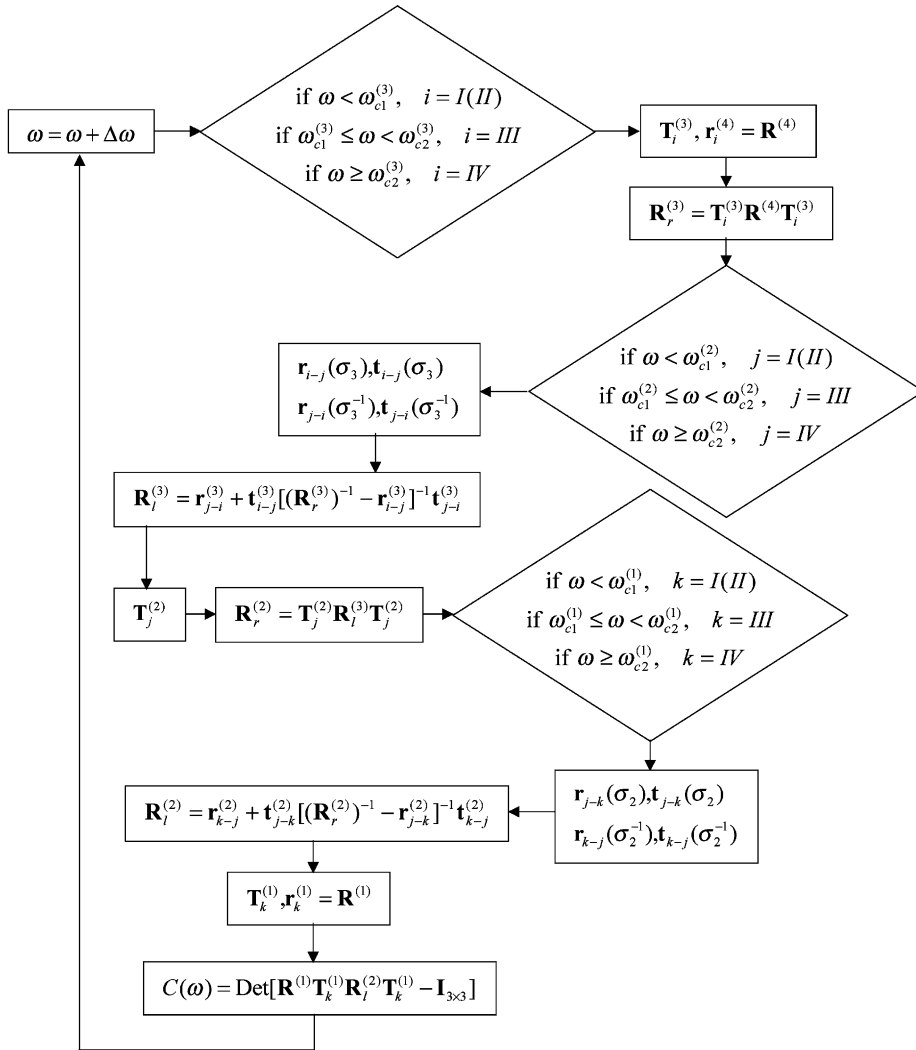 ω = ω + Δω
if ω < ω_{c1}^{(3)}, i = I(II)
if ω_{c1}^{(3)} ≤ ω < ω_{c2}^{(3)}, i = III
if ω ≥ ω_{c2}^{(3)}, i = IV
T_i^{(3)}, r_i^{(4)} = R^{(4)}
R_r^{(3)} = T_i^{(3)}R^{(4)}T_i^{(3)}
if ω < ω_{c1}^{(2)}, j = I(II)
if ω_{c1}^{(2)} ≤ ω < ω_{c2}^{(2)}, j = III
if ω ≥ ω_{c2}^{(2)}, j = IV
r_{i-j}(σ_3),t_{i-j}(σ_3)
r_{j-i}(σ_3^{-1}),t_{j-i}(σ_3^{-1})
R_l^{(3)} = r_{j-i}^{(3)} + t_{i-j}^{(3)}[(R_r^{(3)})^{-1} − r_{i-j}^{(3)}]^{-1}t_{j-i}^{(3)}
T_j^{(2)}
R_r^{(2)} = T_j^{(2)}R_l^{(3)}T_j^{(2)}
if ω < ω_{c1}^{(1)}, k = I(II)
if ω_{c1}^{(1)} ≤ ω < ω_{c2}^{(1)}, k = III
if ω ≥ ω_{c2}^{(1)}, k = IV
r_{j-k}(σ_2),t_{j-k}(σ_2)
r_{k-j}(σ_2^{-1}),t_{k-j}(σ_2^{-1})
R_l^{(2)} = r_{k-j}^{(2)} + t_{j-k}^{(2)}[(R_r^{(2)})^{-1} − r_{j-k}^{(2)}]^{-1}t_{k-j}^{(2)}
T_k^{(1)},r_k^{(1)} = R^{(1)}
C(ω) = Det[R^{(1)}T_k^{(1)}R_l^{(2)}T_k^{(1)} − I_{3×3}]